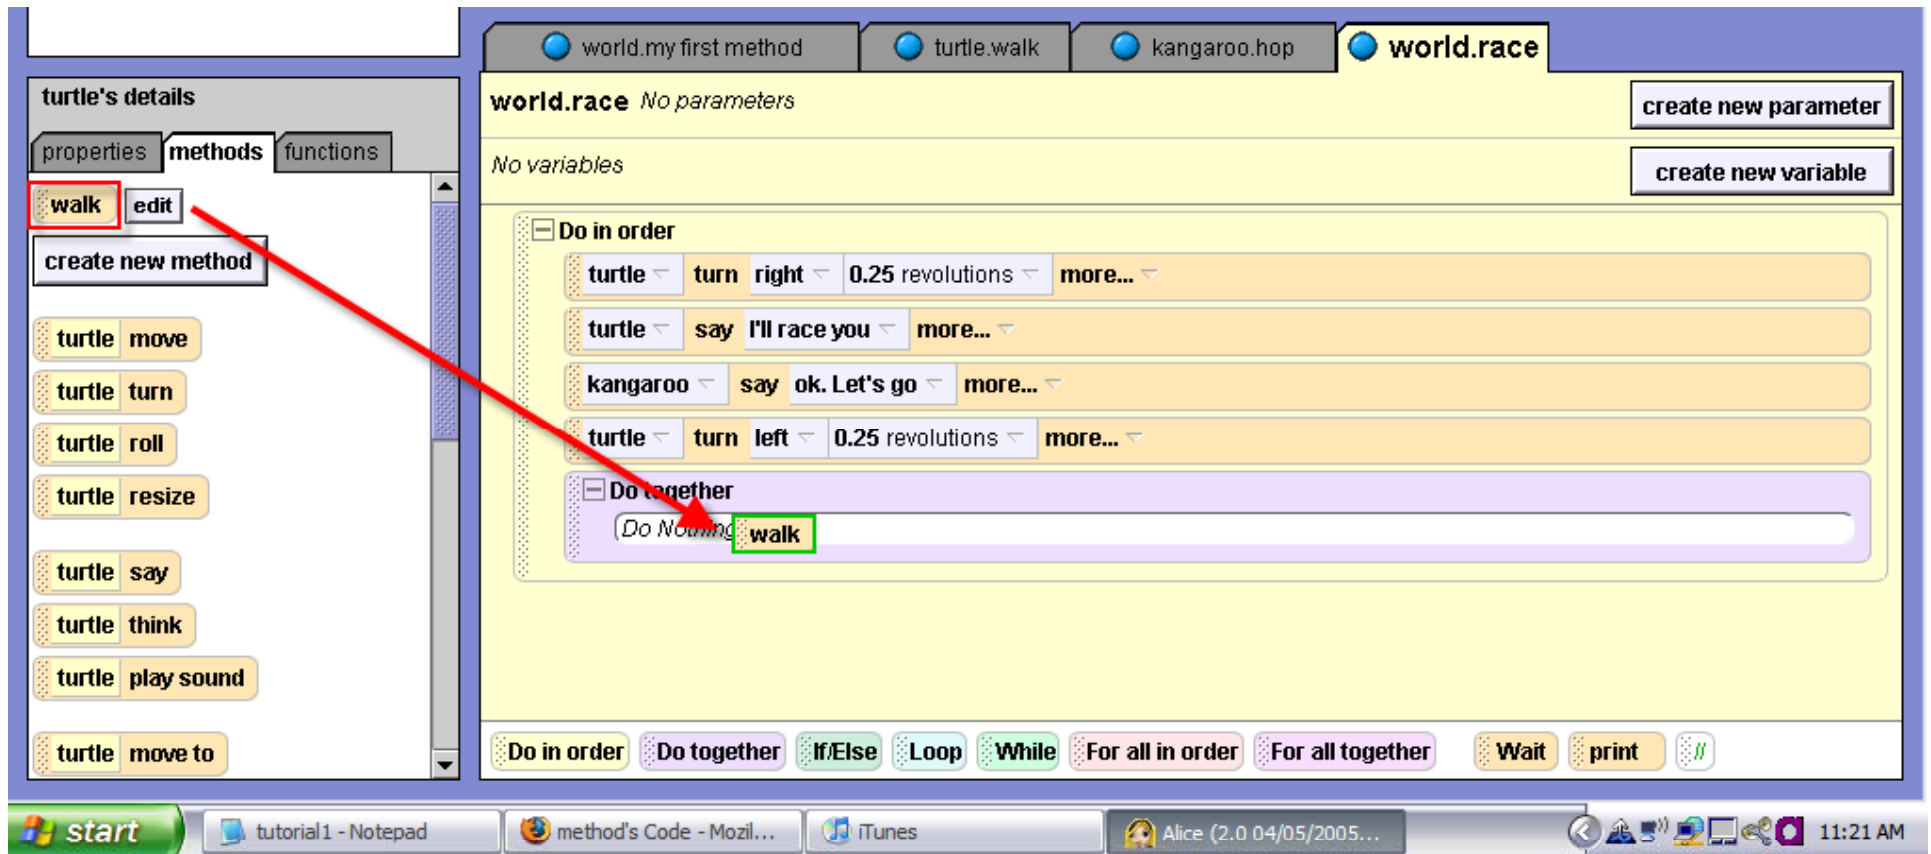 world.my first method
turtle.walk
kangaroo.hop
world.race
turtle's details
properties methods functions
walk edit
create new method
turtle move
turtle turn
turtle roll
turtle resize
turtle say
turtle think
turtle play sound
turtle move to
world.race No parameters
create new parameter
No variables
create new variable
Do in order
turtle turn right 0.25 revolutions more...
turtle say I'll race you more...
kangaroo say ok. Let's go more...
turtle turn left 0.25 revolutions more...
Do together
Do Nothing walk
Do in order Do together If/Else Loop While For all in order For all together Wait print //
start tutorial1 - Notepad method's Code - Mozil... iTunes Alice (2.0 04/05/2005... 11:21 AM